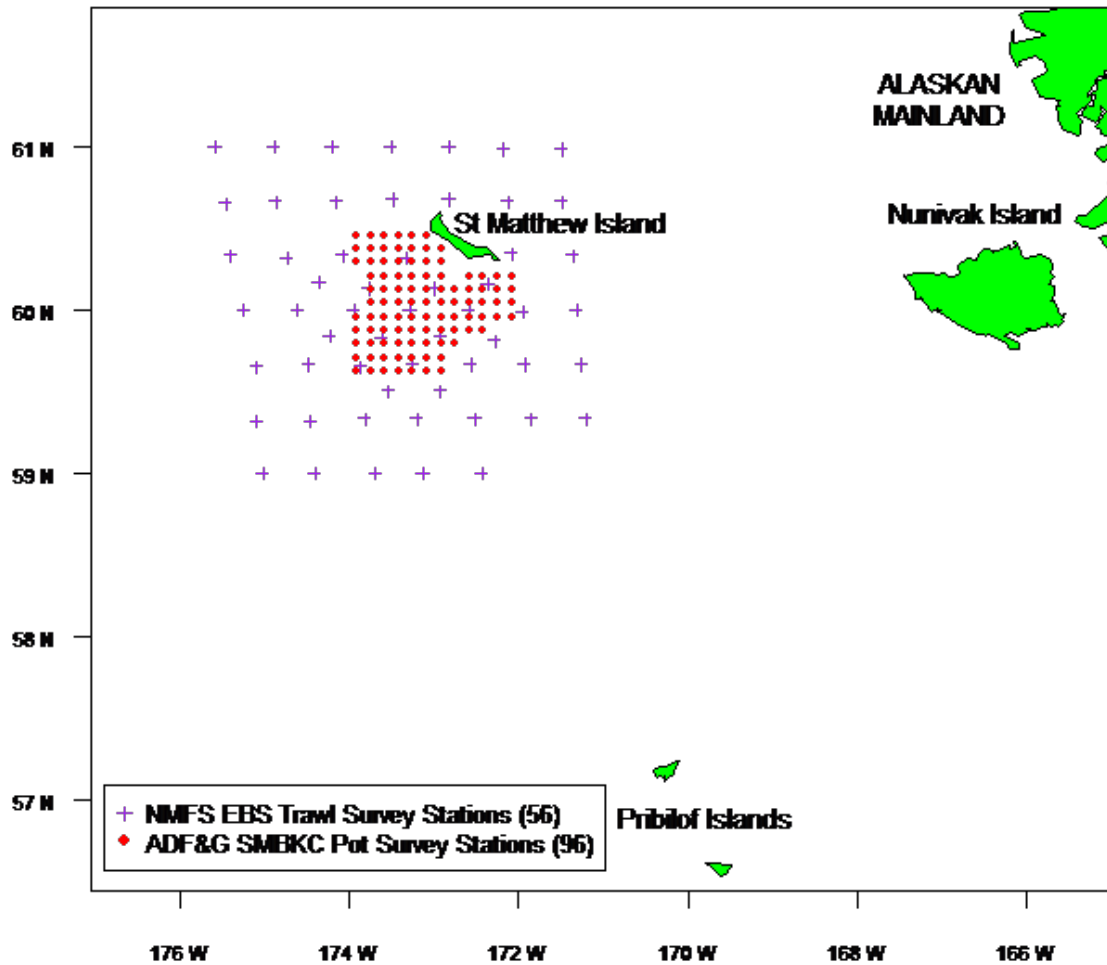 ALASKAN
MAINLAND
61 N
St Matthew Island
Nunivak Island
60 N
59 N
58 N
57 N
NMFS EBS Trawl Survey Stations (56)
ADF&G SMBKC Pot Survey Stations (96)
Pribilof Islands
176 W
174 W
172 W
170 W
168 W
166 W